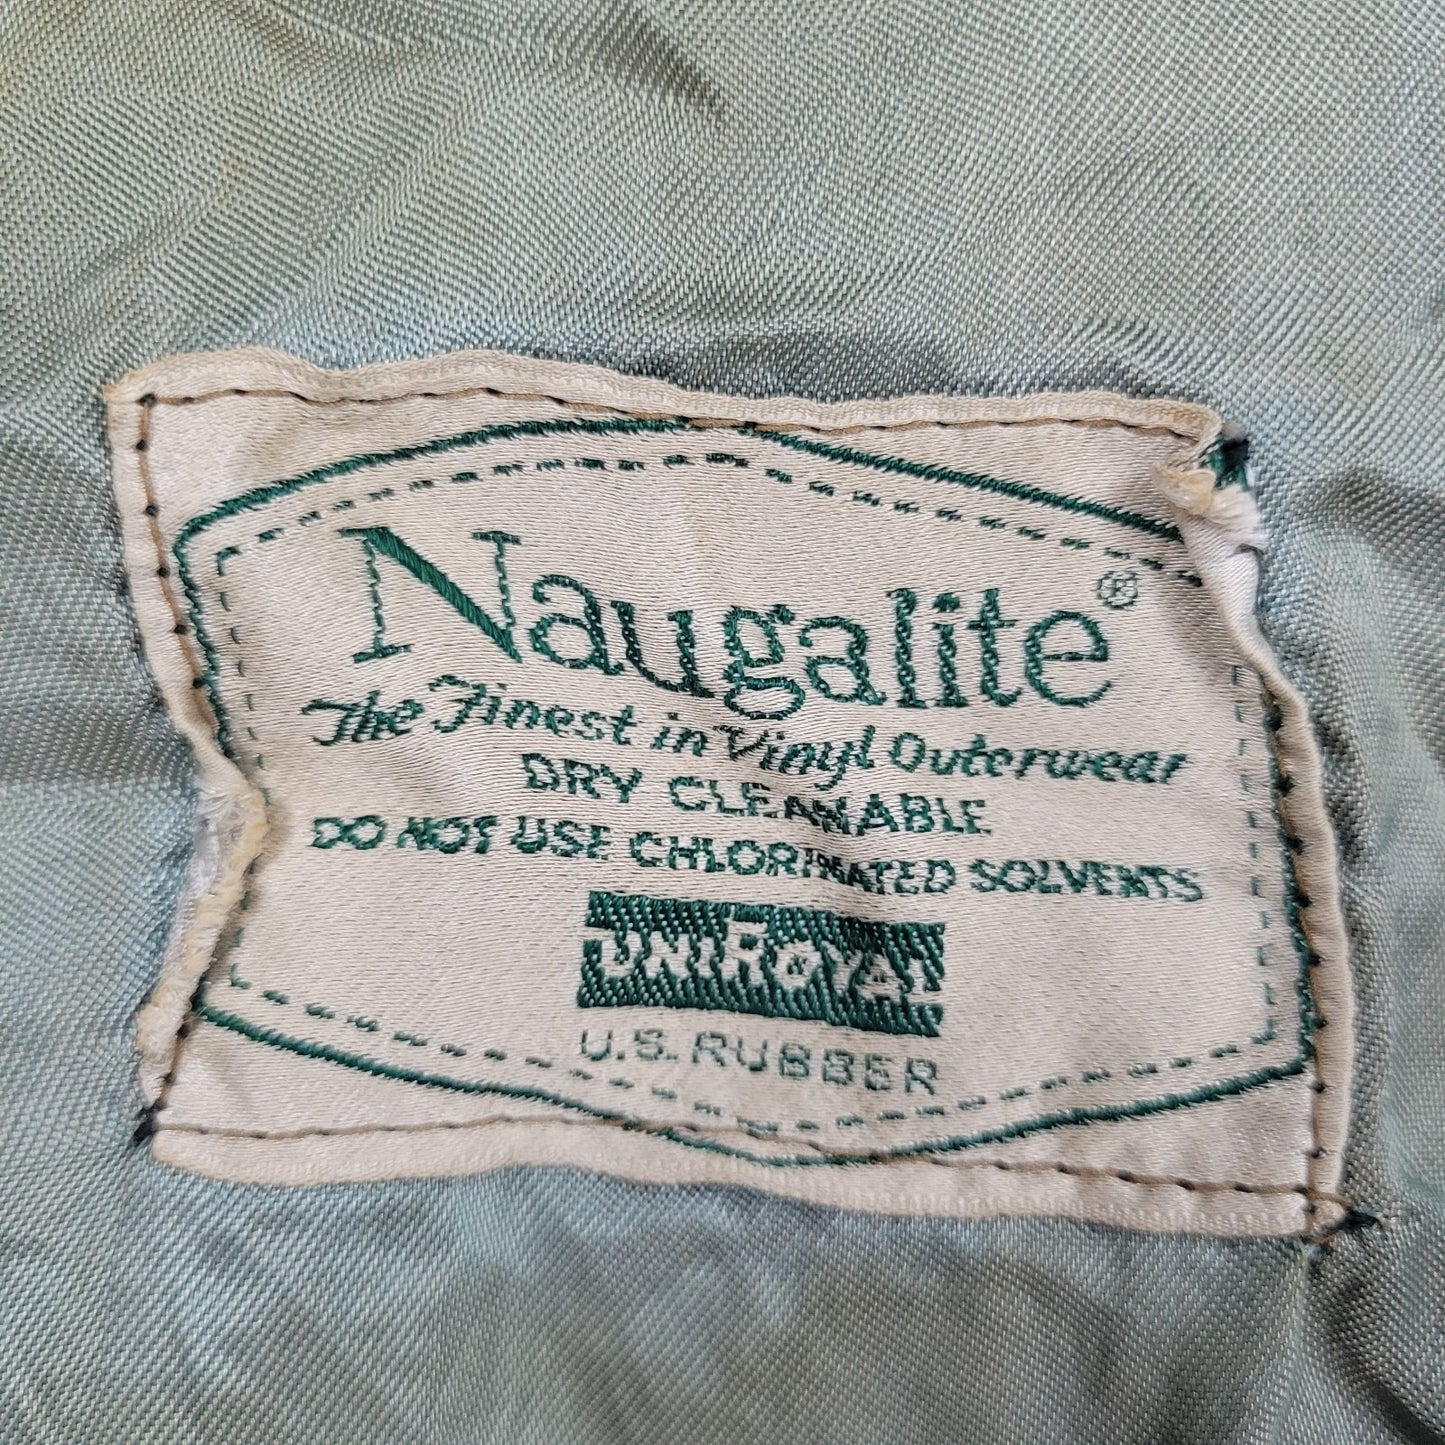 Naugalite®
The Finest in Vinyl Outerwear
DRY CLEANABLE
DO NOT USE CHLORINATED SOLVENTS
UNIROYAL
U.S. RUBBER